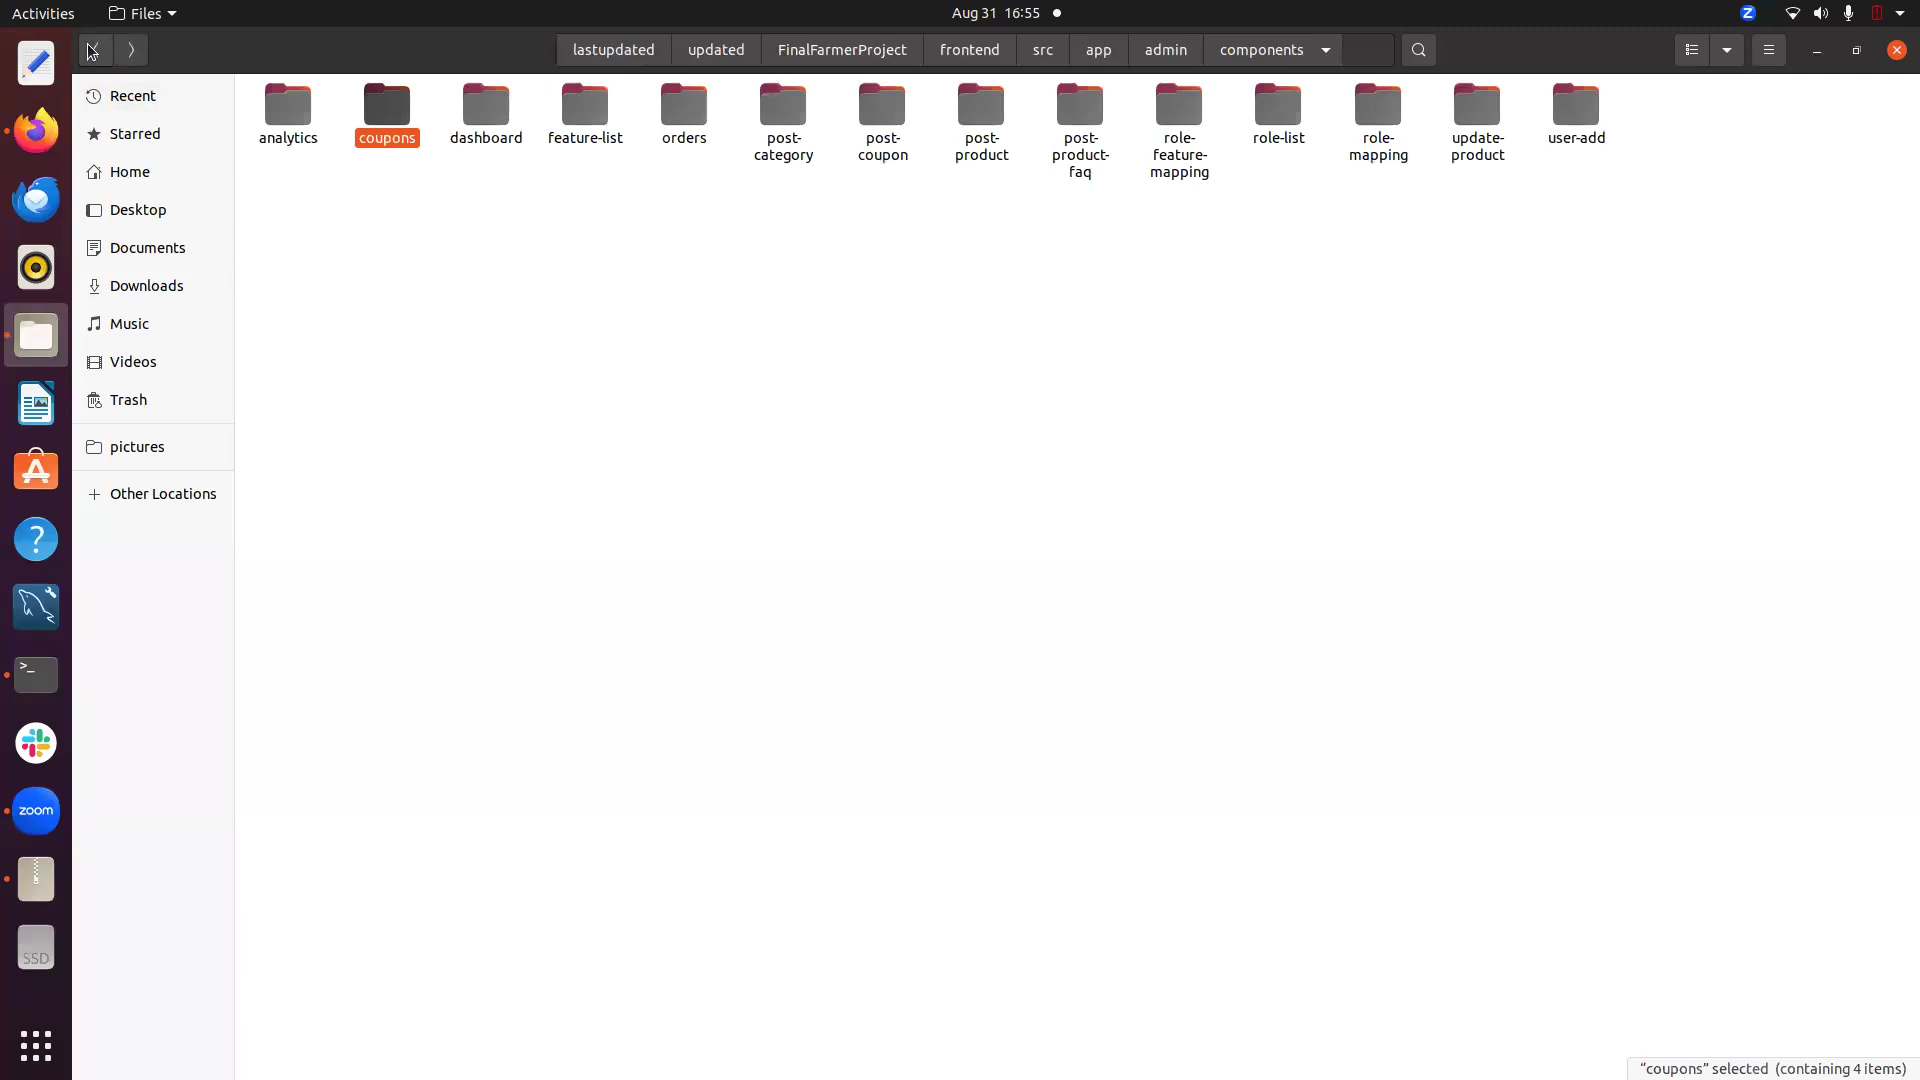 Activities
Files
Aug 31 16:55
Z
lastupdated
updated
FinalFarmerProject
frontend
src
app
admin
components
Recent
Starred
Home
Desktop
Documents
Downloads
Music
Videos
Trash
pictures
+ Other Locations
analytics
coupons
dashboard
feature-list
orders
post-
category
post-
coupon
post-
product
post-
product-
faq
role-
feature-
mapping
role-list
role-
mapping
update-
product
user-add
A
?
>_
zoom
SSD
“coupons” selected (containing 4 items)